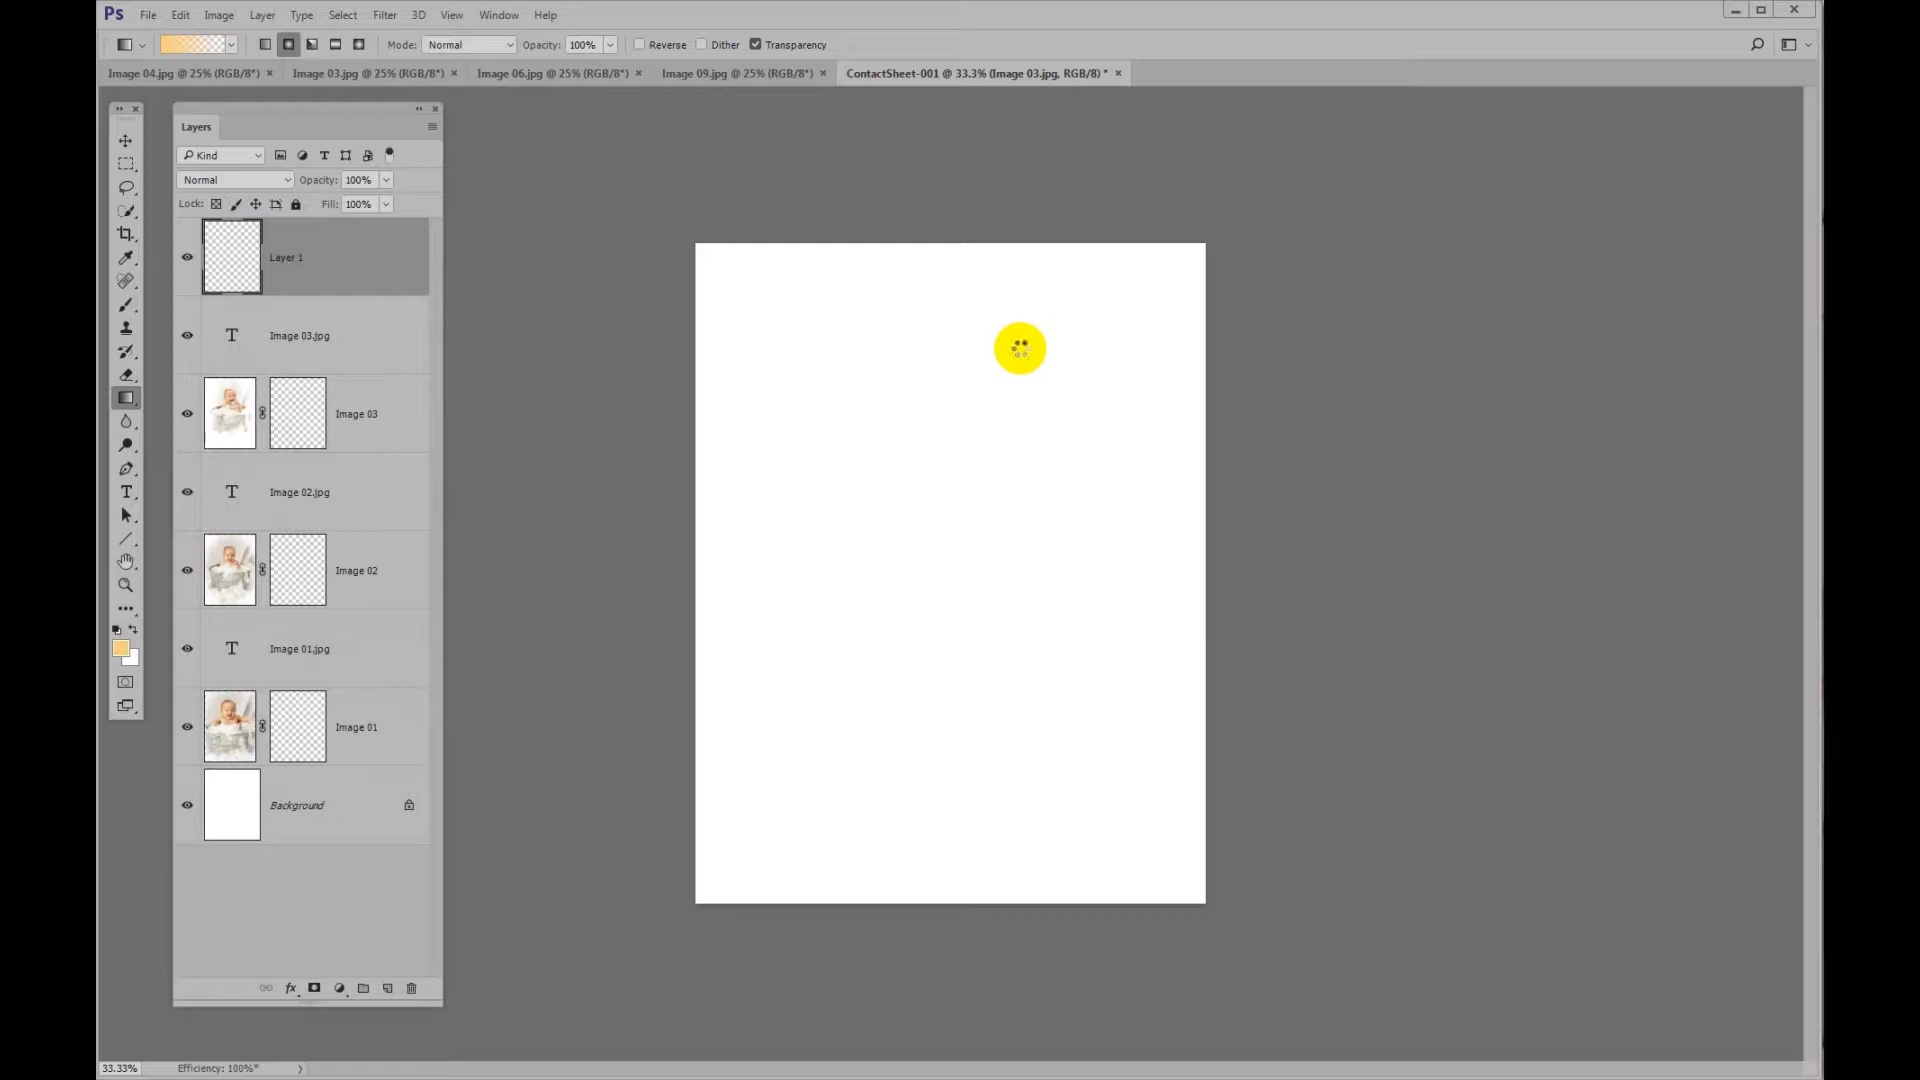 Ps File Edit Image Layer Type Select Filter 3D View Window Help
Mode: Normal Opacity: 100% Reverse Dither Transparency
Image 04.jpg @ 25% (RGB/8*) × Image 03.jpg @ 25% (RGB/8*) × Image 06.jpg @ 25% (RGB/8*) × Image 09.jpg @ 25% (RGB/8*) × ContactSheet-001 @ 33.3% (Image 03.jpg, RGB/8) * ×
Layers
Kind
Normal Opacity: 100%
Lock: Fill: 100%
Layer 1
Image 03.jpg
Image 03
Image 02.jpg
Image 02
Image 01.jpg
Image 01
Background
fx
33.33% Efficiency: 100%*